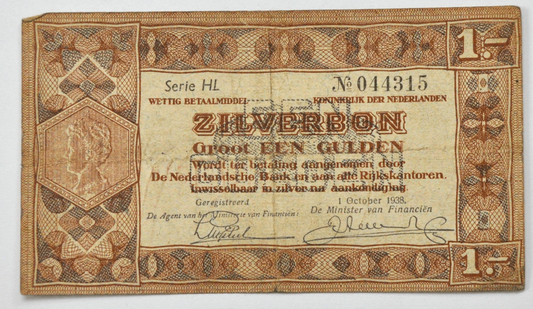 1.-
Serie HL
№ 044315
WETTIG BETAALMIDDEL KONINKRIJK DER NEDERLANDEN
ZILVERBON
Groot EEN GULDEN
Wordt ter betaling aangenomen door
De Nederlandsche Bank en aan alle Rijkskantoren.
Inwisselbaar in zilver na aankondiging
Geregistreerd
1 October 1938.
De Agent van het Ministerie van Financiën:
De Minister van Financiën
1.-